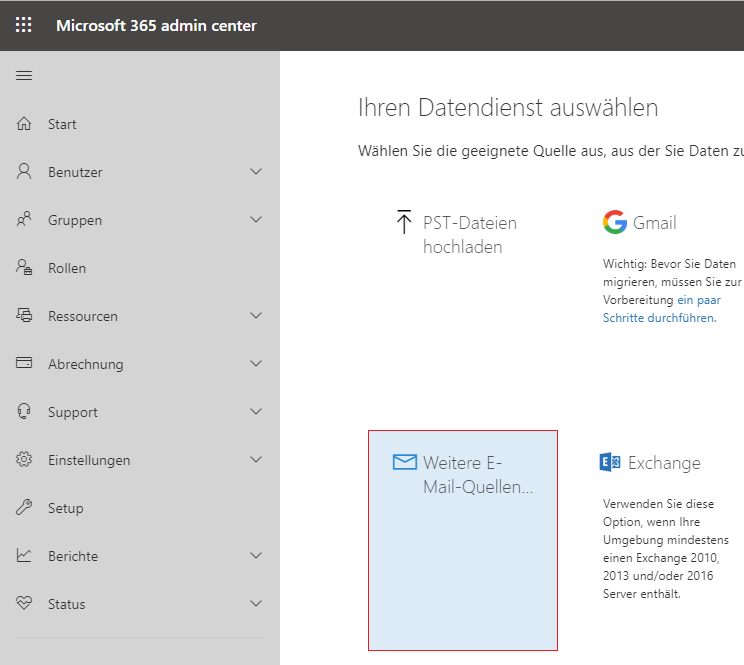 Microsoft 365 admin center
Start
Benutzer
Gruppen
Rollen
Ressourcen
Abrechnung
Support
Einstellungen
Setup
Berichte
Status
Ihren Datendienst auswählen
Wählen Sie die geeignete Quelle aus, aus der Sie Daten zu
PST-Dateien
hochladen
Gmail
Wichtig: Bevor Sie Daten
migrieren, müssen Sie zur
Vorbereitung ein paar
Schritte durchführen.
Weitere E-
Mail-Quellen...
Exchange
Verwenden Sie diese
Option, wenn Ihre
Umgebung mindestens
einen Exchange 2010,
2013 und/oder 2016
Server enthält.